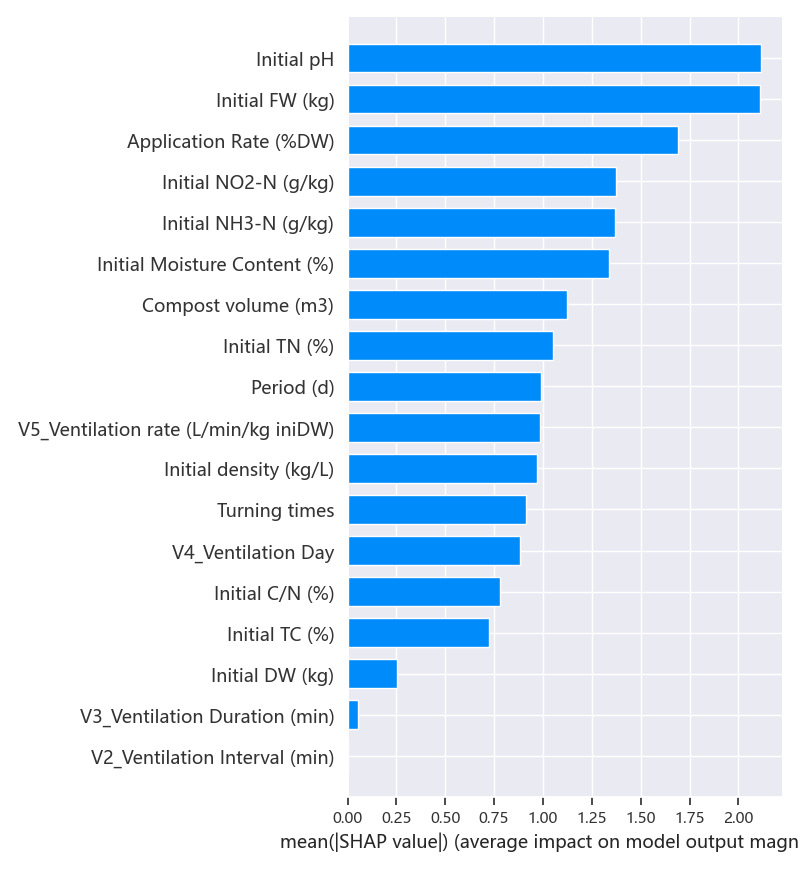 Initial pH
Initial FW (kg)
Application Rate (%DW)
Initial NO2-N (g/kg)
Initial NH3-N (g/kg)
Initial Moisture Content (%)
Compost volume (m3)
Initial TN (%)
Period (d)
V5_Ventilation rate (L/min/kg iniDW)
Initial density (kg/L)
Turning times
V4_Ventilation Day
Initial C/N (%)
Initial TC (%)
Initial DW (kg)
V3_Ventilation Duration (min)
V2_Ventilation Interval (min)
0.00 0.25 0.50 0.75 1.00 1.25 1.50 1.75 2.00
mean(|SHAP value|) (average impact on model output magn